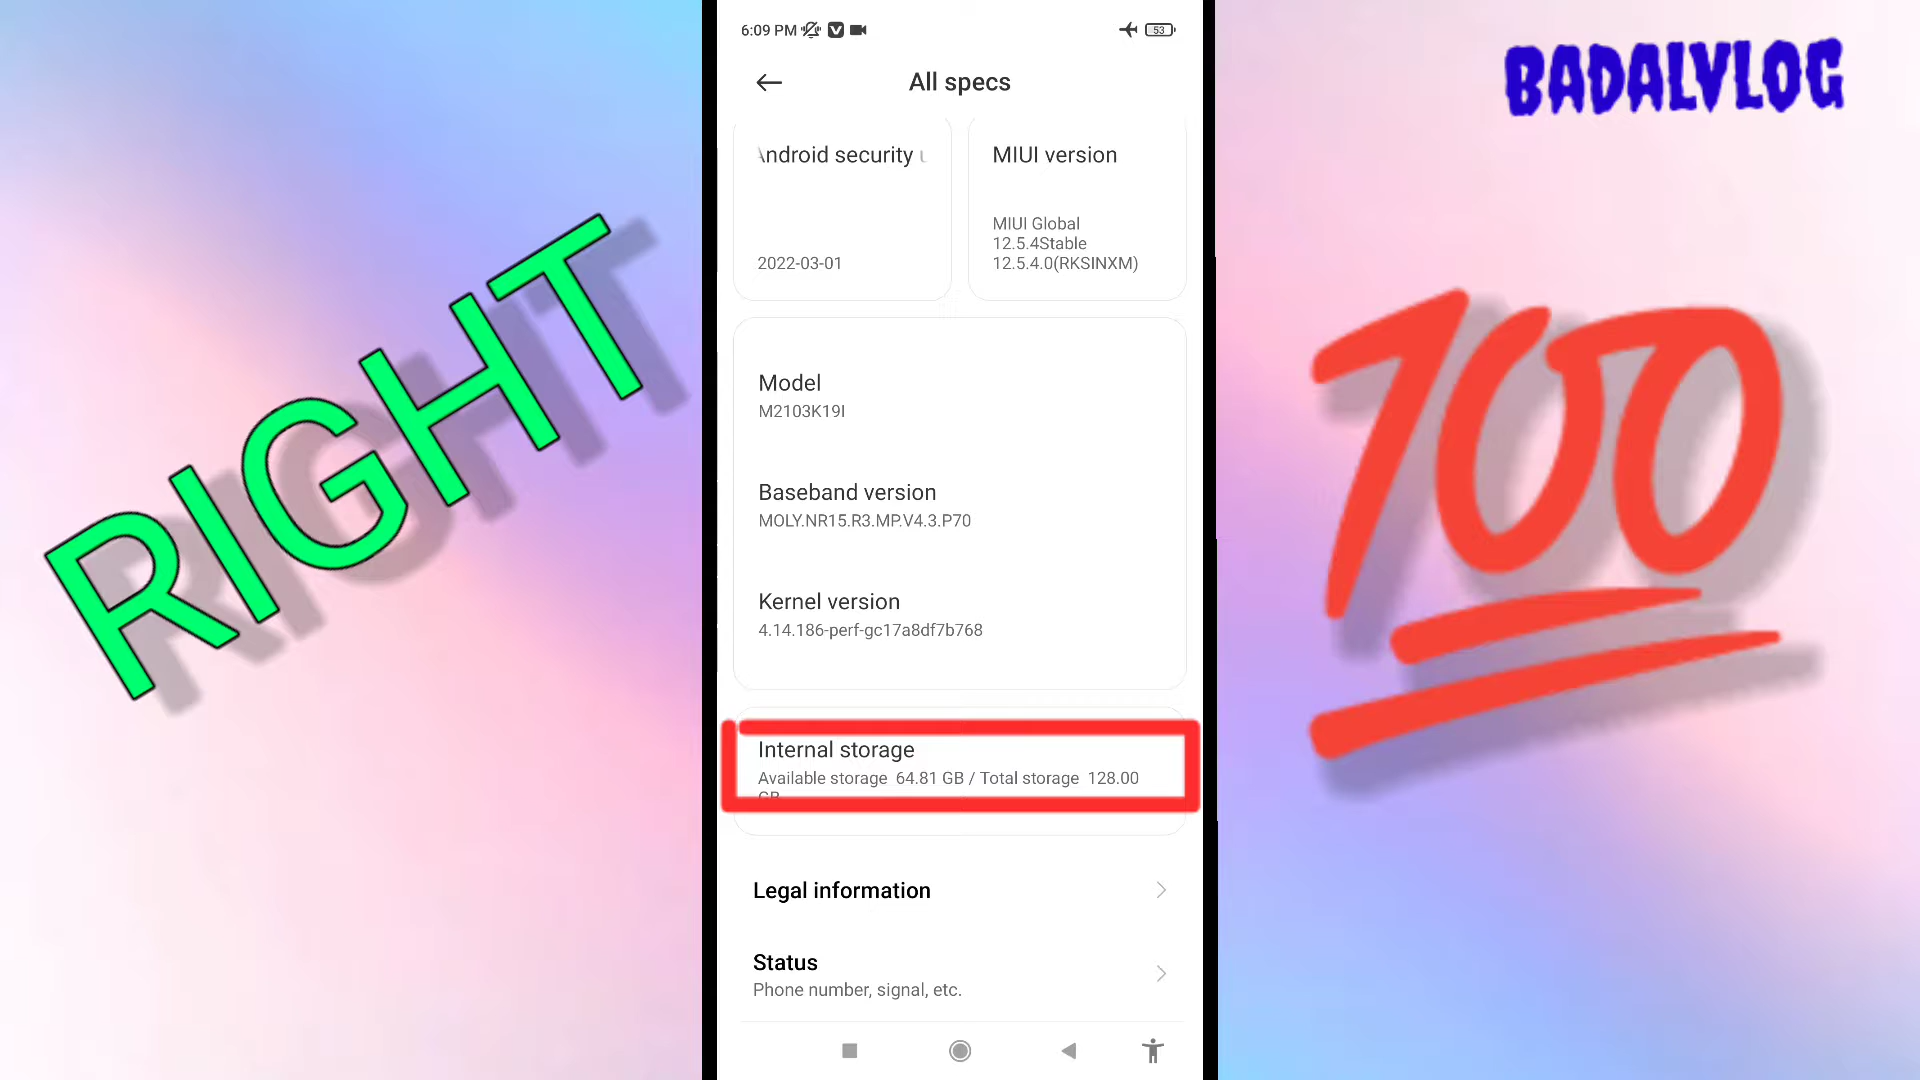 6:09 PM
53
BADALVLOG
All specs
Android security
MIUI version
2022-03-01
MIUI Global
12.5.4Stable
12.5.4.0(RKSINXM)
RIGHT
100
Model
M2103K19I
Baseband version
MOLY.NR15.R3.MP.V4.3.P70
Kernel version
4.14.186-perf-gc17a8df7b768
Internal storage
Available storage 64.81 GB / Total storage 128.00
GB
Legal information
Status
Phone number, signal, etc.